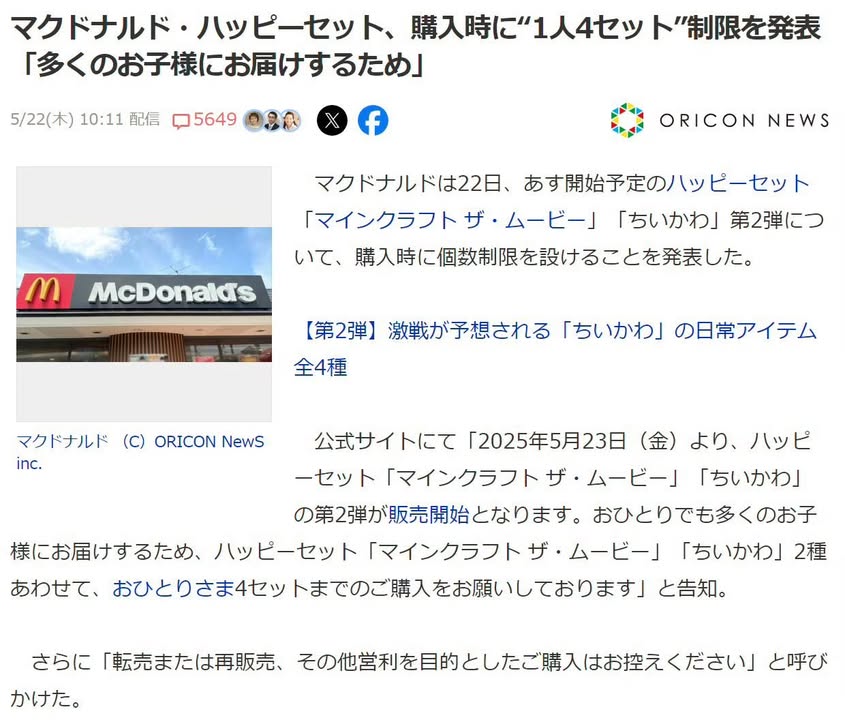 マクドナルド・ハッピーセット、購入時に“1人4セット”制限を発表
「多くのお子様にお届けするため」
5/22(木) 10:11 配信 5649
ORICON NEWS
McDonald's
マクドナルド （C）ORICON NewS
inc.
マクドナルドは22日、あす開始予定のハッピーセット
「マインクラフト ザ・ムービー」「ちいかわ」第2弾につ
いて、購入時に個数制限を設けることを発表した。
【第2弾】激戦が予想される「ちいかわ」の日常アイテム
全4種
公式サイトにて「2025年5月23日（金）より、ハッピ
ーセット「マインクラフト ザ・ムービー」「ちいかわ」
の第2弾が販売開始となります。おひとりでも多くのお子
様にお届けするため、ハッピーセット「マインクラフト ザ・ムービー」「ちいかわ」2種
あわせて、おひとりさま4セットまでのご購入をお願いしております」と告知。
さらに「転売または再販売、その他営利を目的としたご購入はお控えください」と呼び
かけた。